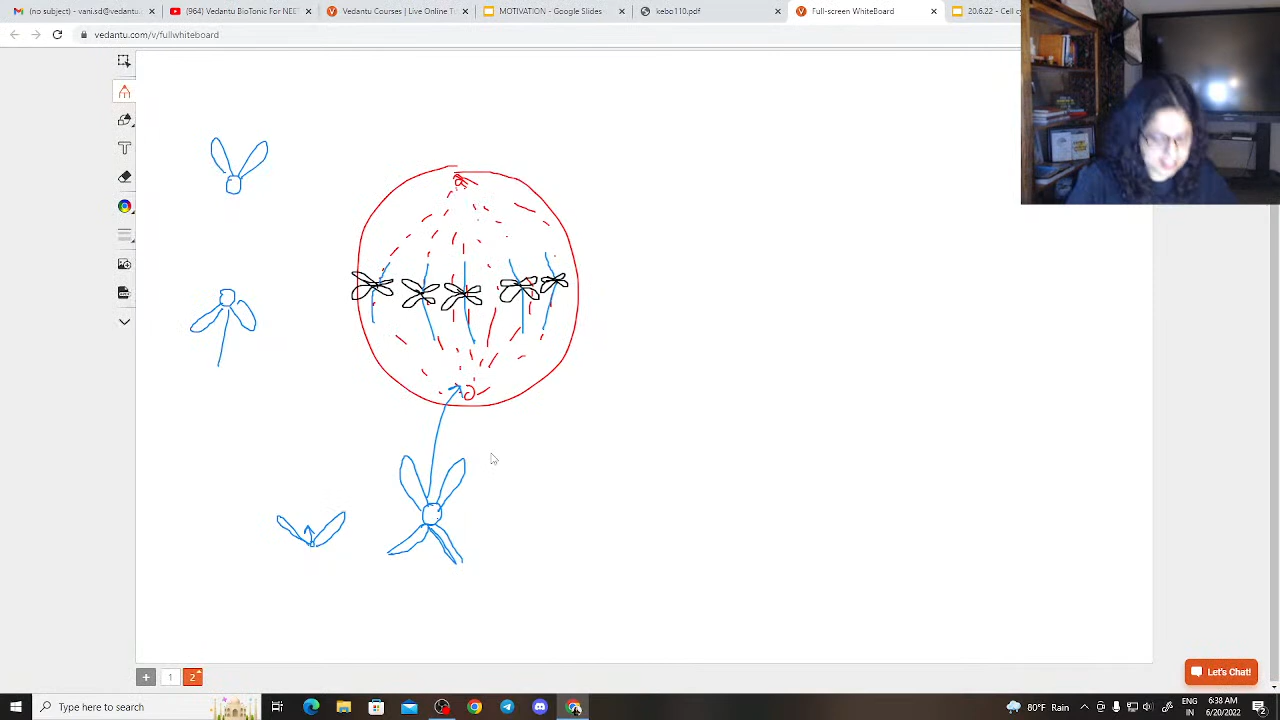 (no subject) - vani.s@vedantu.
(964) Vedantu BioTonic For NEE
Vedantu Courses | Live Online T
MOTIVATION - Google Slides
kebo110.pdf
Full-screen WhiteBoard
20.6.22 - Cell cy
vedantu.com/v/fullwhiteboard
T
+
1
2
Let's Chat!
Type here to search
80°F Rain
ENG
IN
6:38 AM
6/20/2022